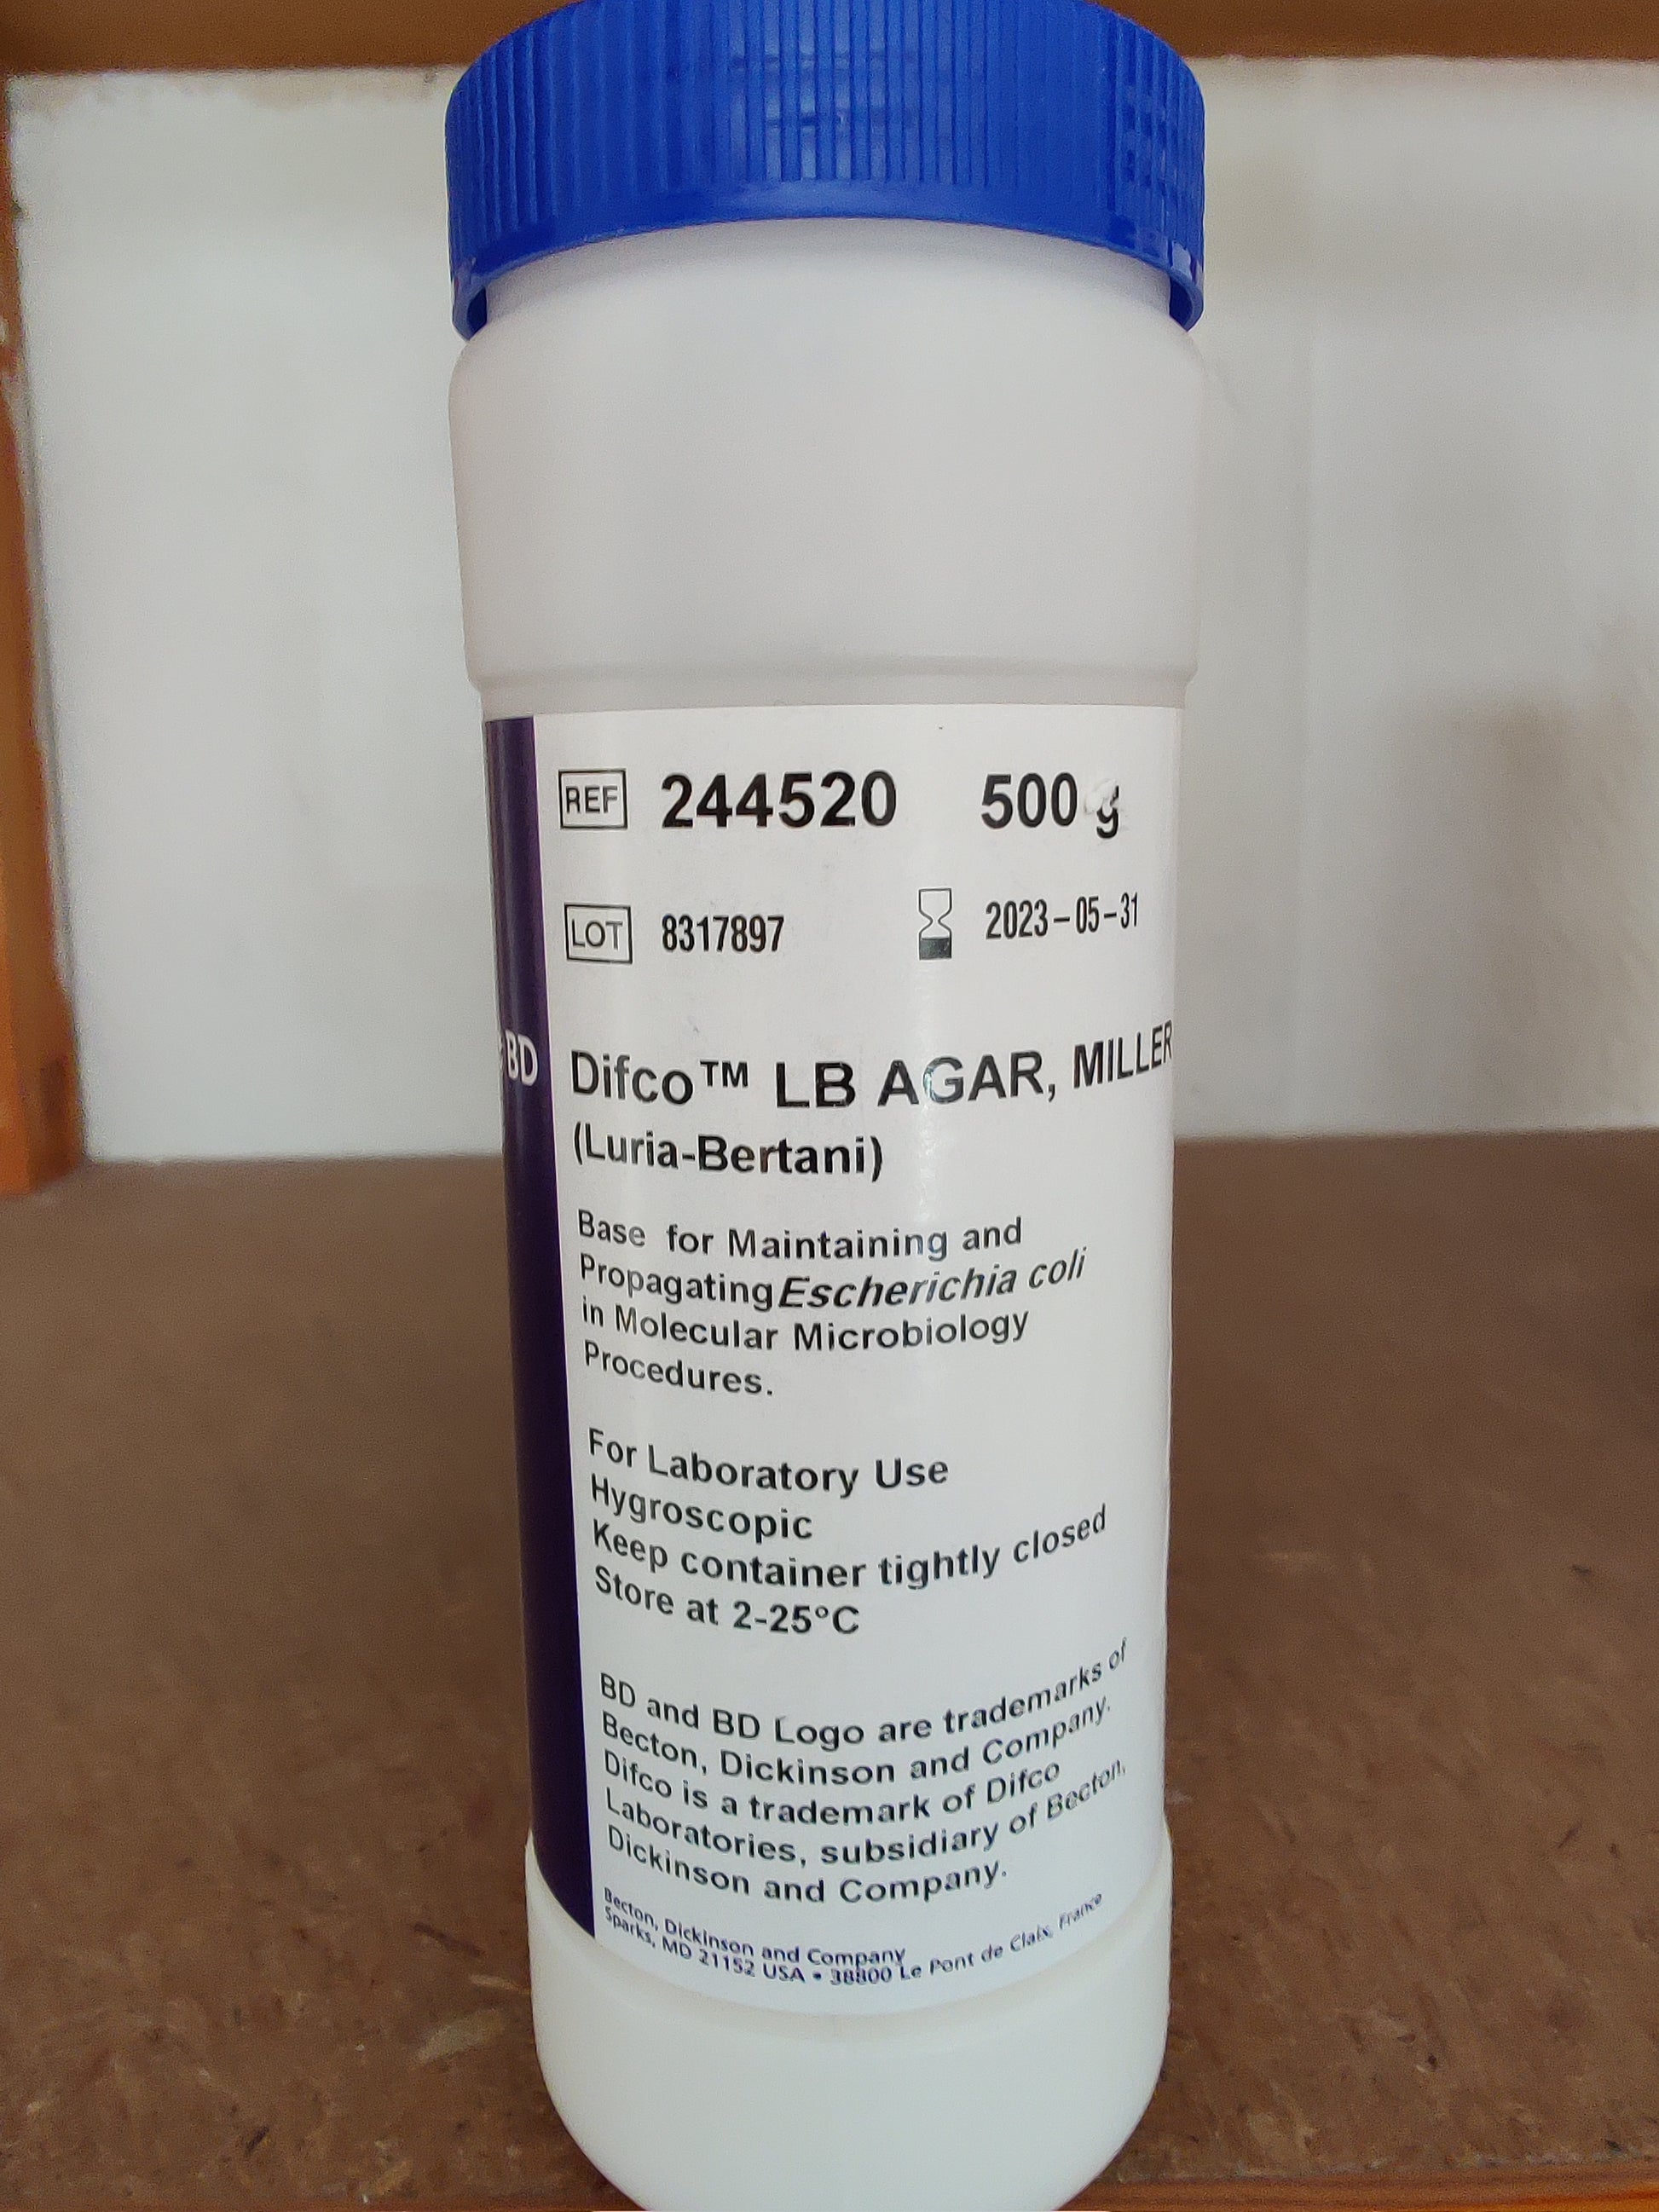 REF 244520 500 g
LOT 8317897 2023-05-31
BD
Difco™ LB AGAR, MILLER
(Luria-Bertani)
Base for Maintaining and
Propagating Escherichia coli
in Molecular Microbiology
Procedures.
For Laboratory Use
Hygroscopic
Keep container tightly closed
Store at 2-25°C
BD and BD Logo are trademarks of
Becton, Dickinson and Company.
Difco is a trademark of Difco
Laboratories, subsidiary of Becton,
Dickinson and Company.
Becton, Dickinson and Company
Sparks, MD 21152 USA • 38800 Le Pont de Claix, France